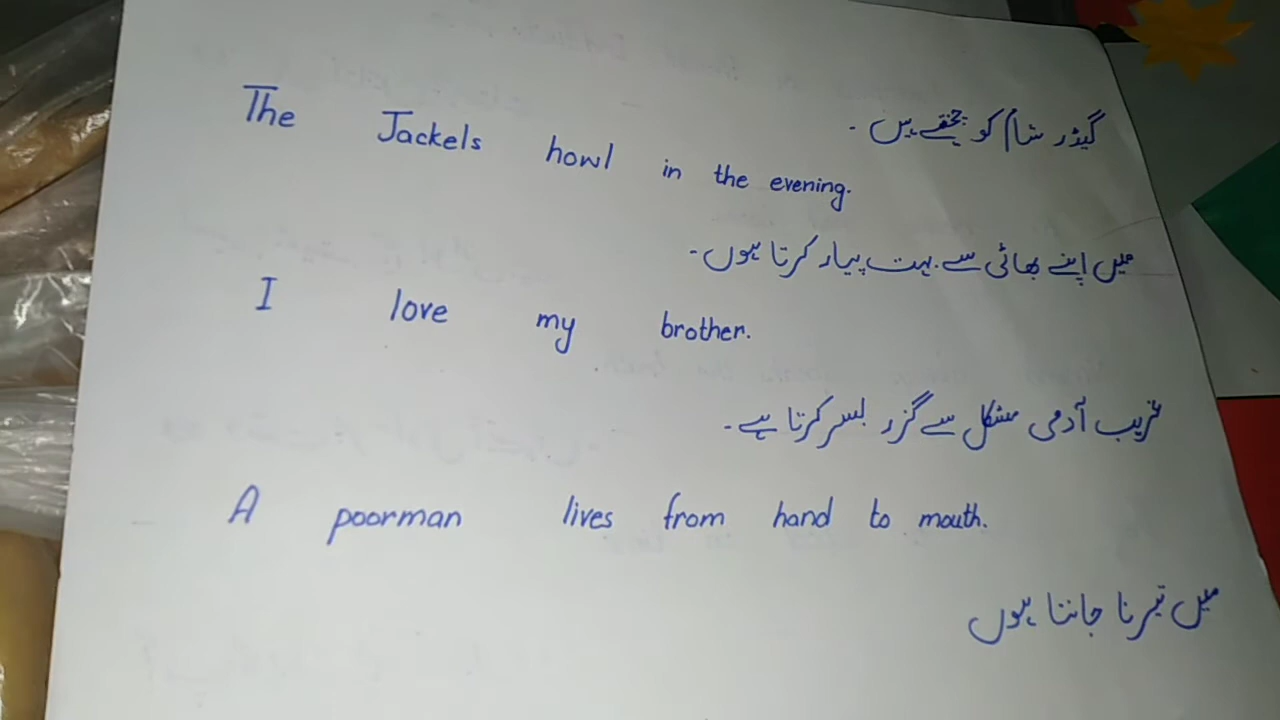 گیڈر شام کو چیختے ہیں ۔
The Jackels howl in the evening.
میں اپنے بھائی سے بہت پیار کرتا ہوں ۔
I love my brother.
غریب آدمی مشکل سے گزر بسر کرتا ہے ۔
A poorman lives from hand to mouth.
میں تیرنا جانتا ہوں